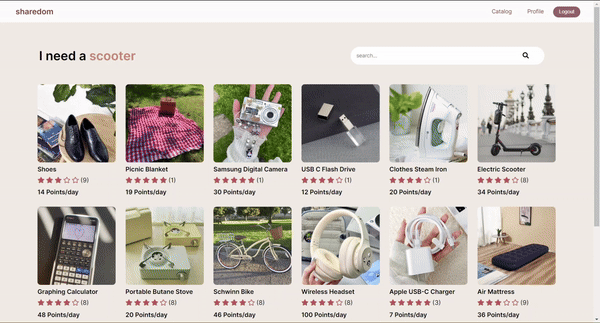 sharedom
Catalog Profile Logout
I need a scooter
search...
Shoes Picnic Blanket Samsung Digital Camera USB C Flash Drive Clothes Steam Iron Electric Scooter
(9) (1) (1) (1) (1) (8)
14 Points/day 19 Points/day 30 Points/day 12 Points/day 20 Points/day 34 Points/day
Graphing Calculator Portable Butane Stove Schwinn Bike Wireless Headset Apple USB-C Charger Air Mattress
(8) (8) (8) (8) (3) (9)
48 Points/day 20 Points/day 46 Points/day 100 Points/day 7 Points/day 36 Points/day